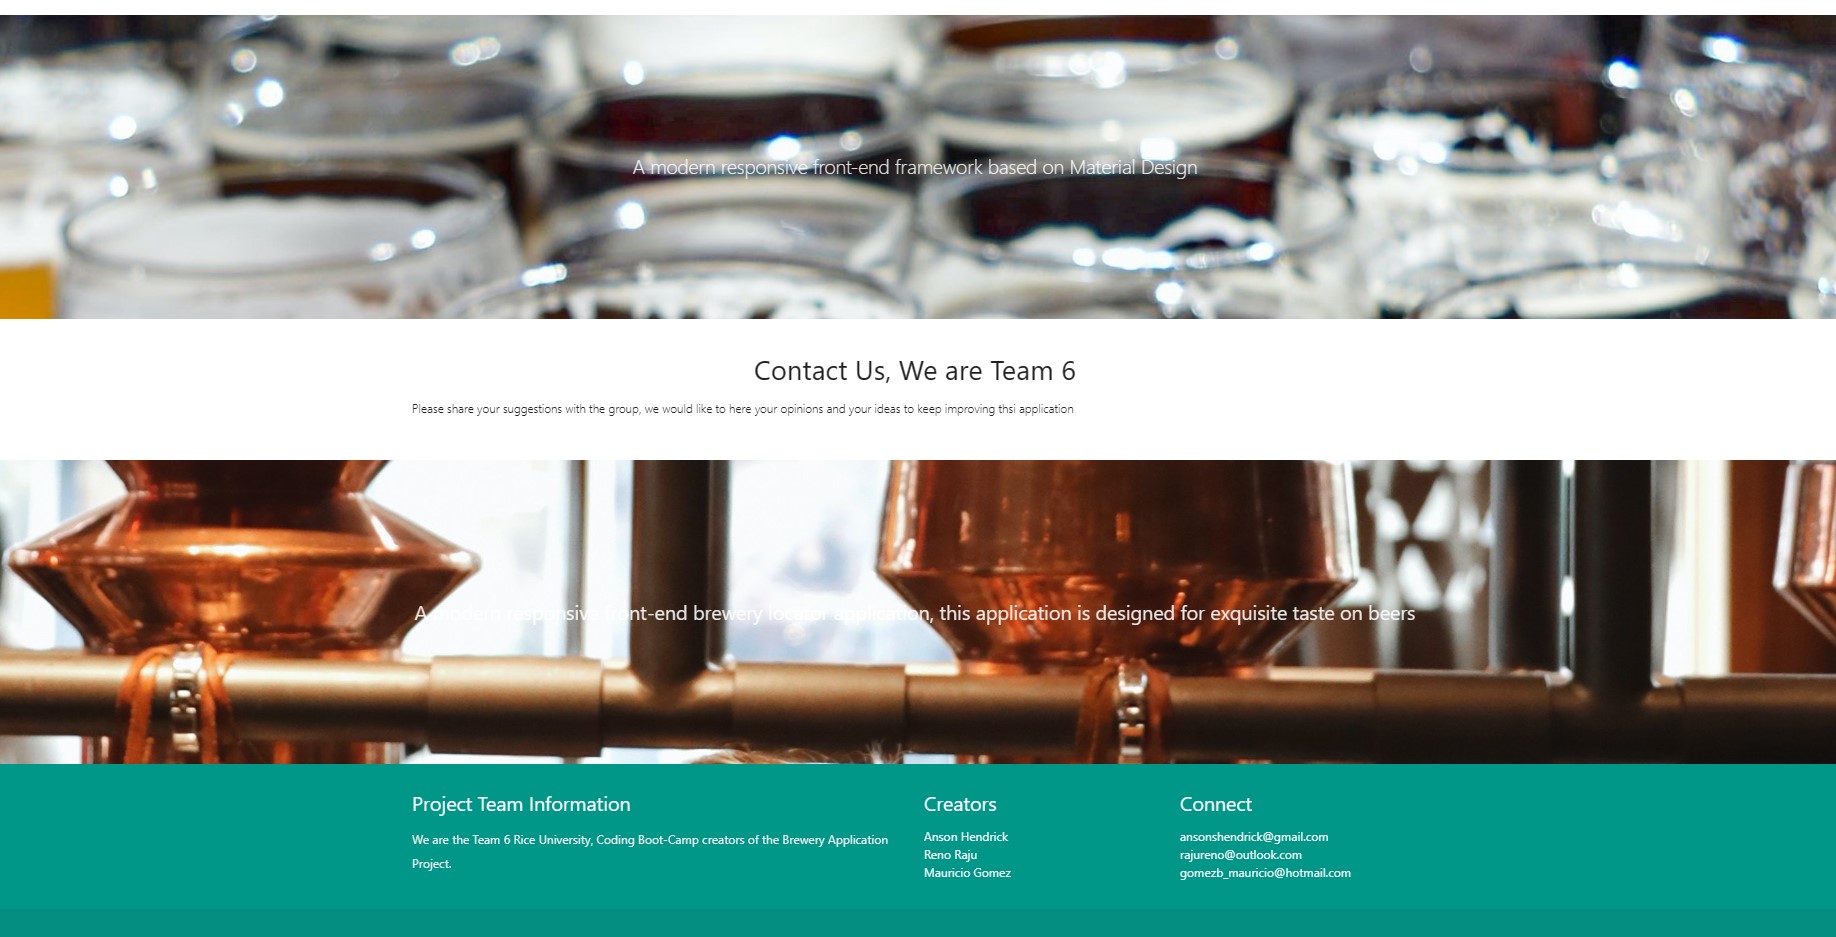 A modern responsive front-end framework based on Material Design
Contact Us, We are Team 6
Please share your suggestions with the group, we would like to here your opinions and your ideas to keep improving thsi application
A modern responsive front-end brewery locator application, this application is designed for exquisite taste on beers
Project Team Information
We are the Team 6 Rice University, Coding Boot-Camp creators of the Brewery Application
Project.
Creators
Anson Hendrick
Reno Raju
Mauricio Gomez
Connect
ansonshendrick@gmail.com
rajureno@outlook.com
gomezb_mauricio@hotmail.com